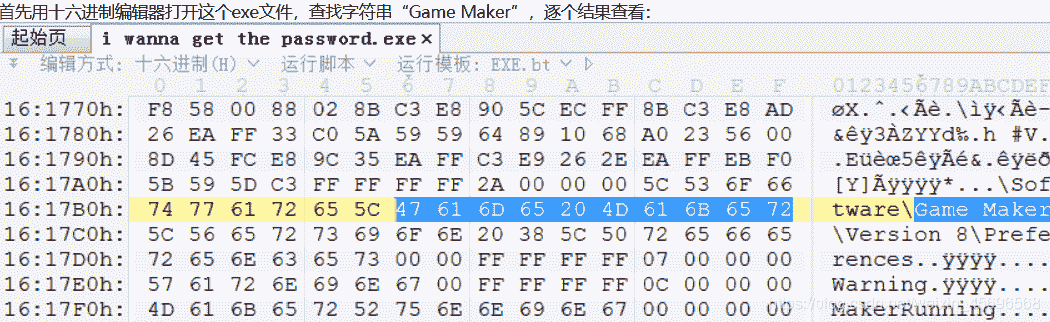 首先用十六进制编辑器打开这个exe文件，查找字符串“Game Maker”，逐个结果查看：
起始页 i wanna get the password.exe×
编辑方式: 十六进制(H) 运行脚本 运行模板: EXE.bt
0 1 2 3 4 5 6 7 8 9 A B C D E F 0123456789ABCDEF
16:1770h: F8 58 00 88 02 8B C3 E8 90 5C EC FF 8B C3 E8 AD øX.ˆ.‹Ãè.\ìÿ‹Ãè-
16:1780h: 26 EA FF 33 C0 5A 59 59 64 89 10 68 A0 23 56 00 &êÿ3ÀZYYd‰.h #V.
16:1790h: 8D 45 FC E8 9C 35 EA FF C3 E9 26 2E EA FF EB F0 .Eüèœ5êÿÃé&.êÿëð
16:17A0h: 5B 59 5D C3 FF FF FF FF 2A 00 00 00 5C 53 6F 66 [Y]Ãÿÿÿÿ*...\Sof
16:17B0h: 74 77 61 72 65 5C 47 61 6D 65 20 4D 61 6B 65 72 tware\Game Maker
16:17C0h: 5C 56 65 72 73 69 6F 6E 20 38 5C 50 72 65 66 65 \Version 8\Prefe
16:17D0h: 72 65 6E 63 65 73 00 00 FF FF FF FF 07 00 00 00 rences..ÿÿÿÿ....
16:17E0h: 57 61 72 6E 69 6E 67 00 FF FF FF FF 0C 00 00 00 Warning.ÿÿÿÿ....
16:17F0h: 4D 61 6B 65 72 52 75 6E 6E 69 6E 67 00 00 00 00 MakerRunning....